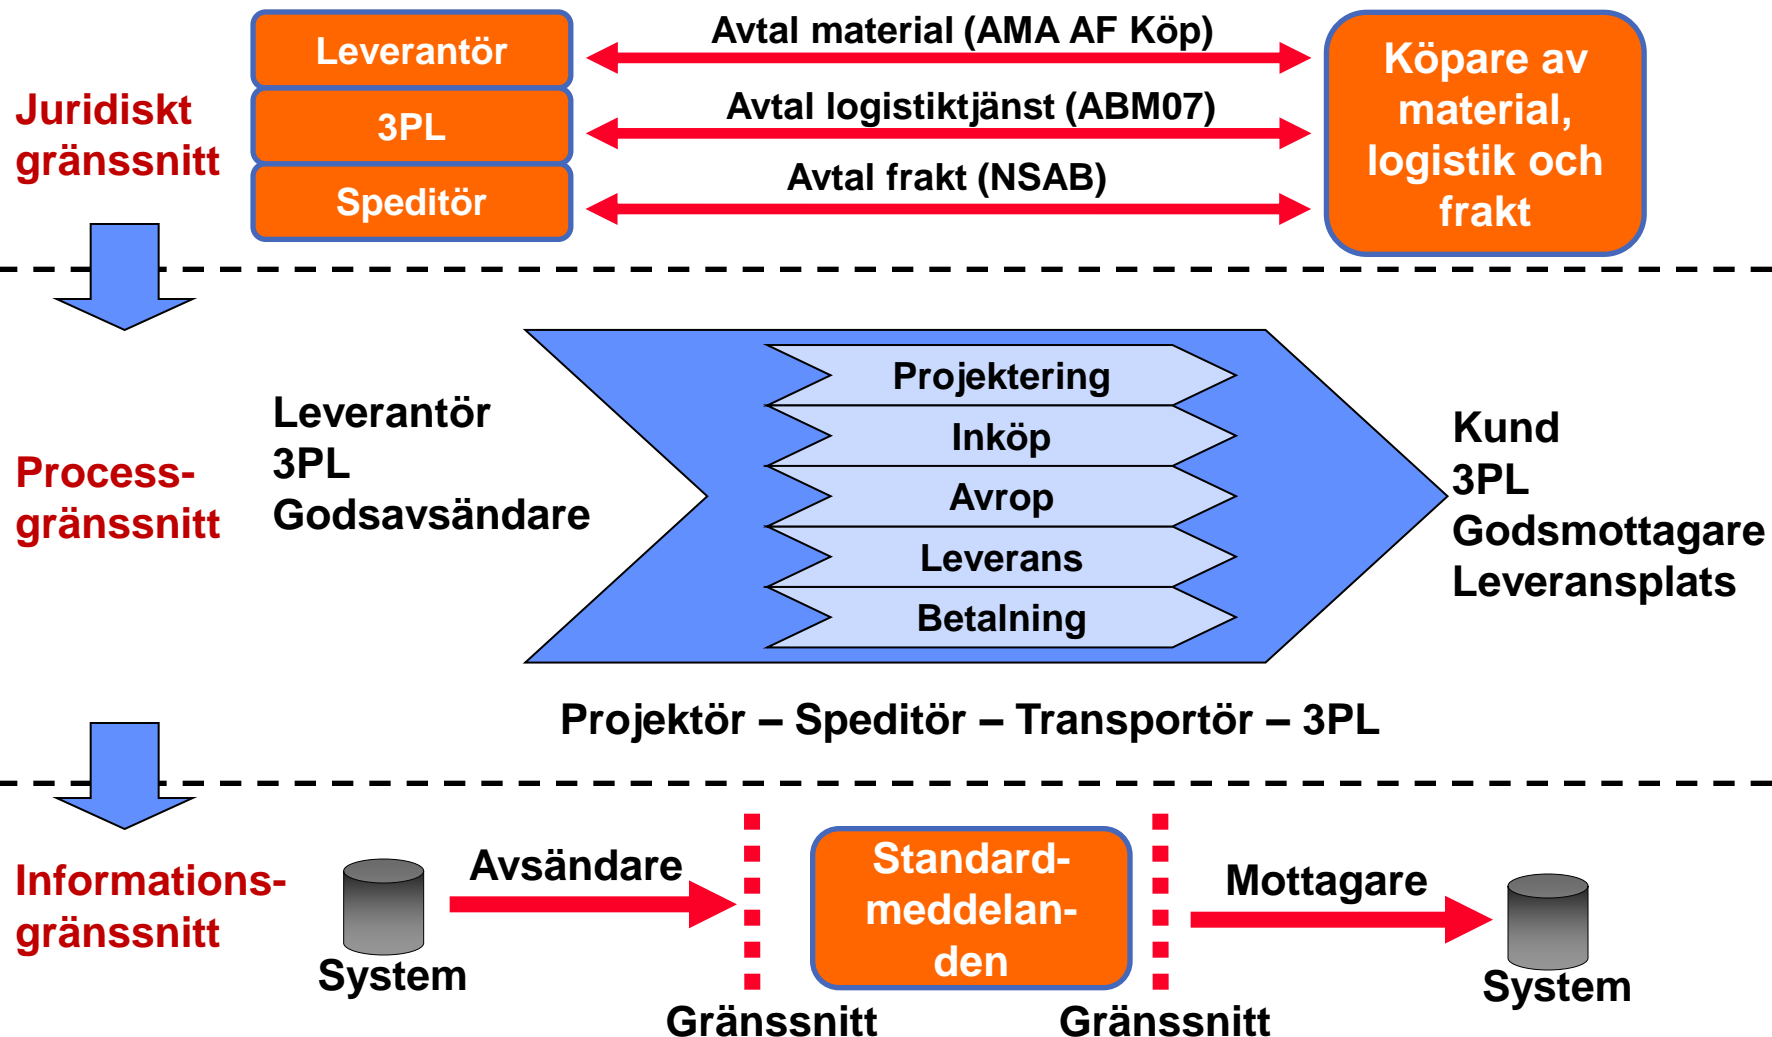 Juridiskt
gränssnitt
Leverantör
3PL
Speditör
Avtal material (AMA AF Köp)
Avtal logistiktjänst (ABM07)
Avtal frakt (NSAB)
Köpare av
material,
logistik och
frakt
Process-
gränssnitt
Leverantör
3PL
Godsavsändare
Projektering
Inköp
Avrop
Leverans
Betalning
Kund
3PL
Godsmottagare
Leveransplats
Projektör – Speditör – Transportör – 3PL
Informations-
gränssnitt
System
Avsändare
Gränssnitt
Standard-
meddelan-
den
Gränssnitt
Mottagare
System